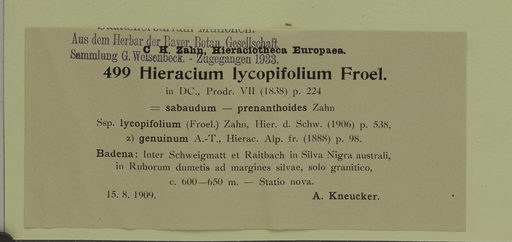 Staatsherbarium München.
Aus dem Herbar der Bayer. Botan. Gesellschaft
C. H. Zahn, Hieraciotheca Europaea.
Sammlung G. Weisenbeck. - Zugegangen 1933.
499 Hieracium lycopifolium Froel.
in DC., Prodr. VII (1838) p. 224
= sabaudum — prenanthoides Zahn
Ssp. lycopifolium (Froel.) Zahn, Hier. d. Schw. (1906) p. 538,
α) genuinum A.-T., Hierac. Alp. fr. (1888) p. 98.
Badena: Inter Schweigmatt et Raitbach in Silva Nigra australi,
in Ruborum dumetis ad margines silvae, solo granitico,
c. 600—650 m. — Statio nova.
15. 8. 1909. A. Kneucker.